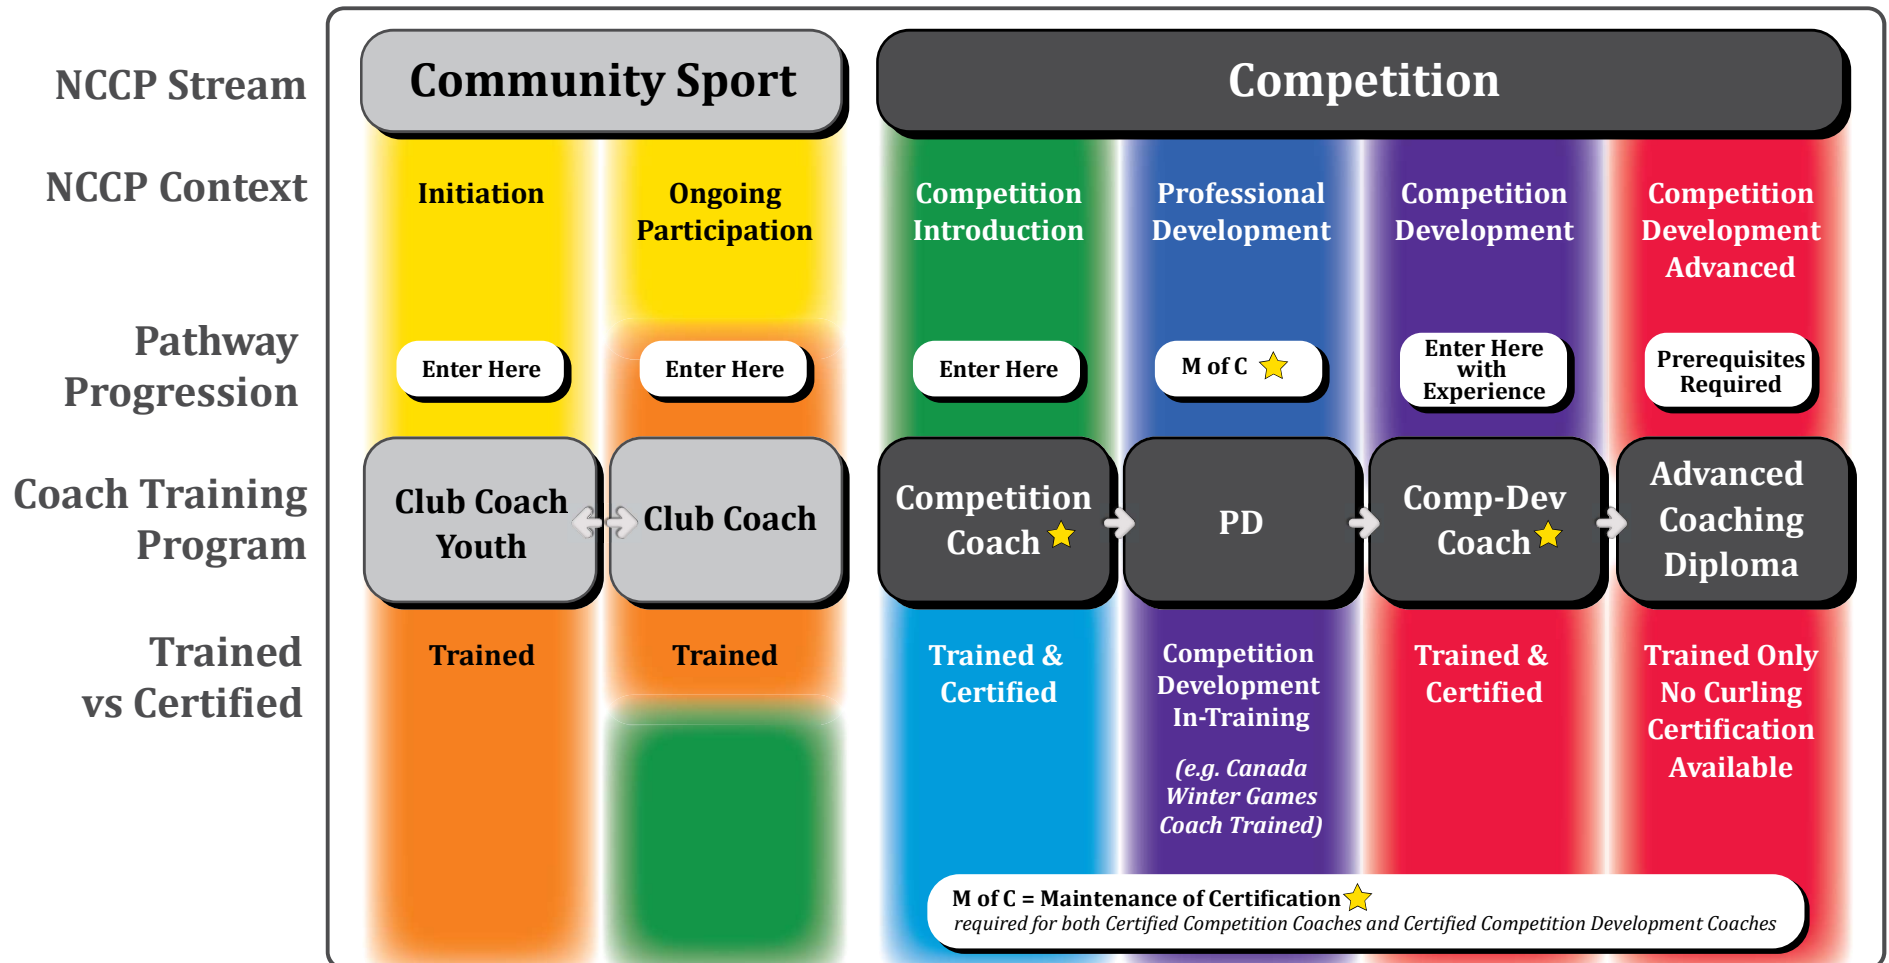 NCCP Stream
Community Sport
Competition
NCCP Context
Initiation
Ongoing
Participation
Competition
Introduction
Professional
Development
Competition
Development
Competition
Development
Advanced
Pathway
Progression
Enter Here
Enter Here
Enter Here
M of C
Enter Here
with
Experience
Prerequisites
Required
Coach Training
Program
Club Coach
Youth
Club Coach
Competition
Coach
PD
Comp-Dev
Coach
Advanced
Coaching
Diploma
Trained
vs Certified
Trained
Trained
Trained &
Certified
Competition
Development
In-Training
(e.g. Canada
Winter Games
Coach Trained)
Trained &
Certified
Trained Only
No Curling
Certification
Available
M of C = Maintenance of Certification
required for both Certified Competition Coaches and Certified Competition Development Coaches